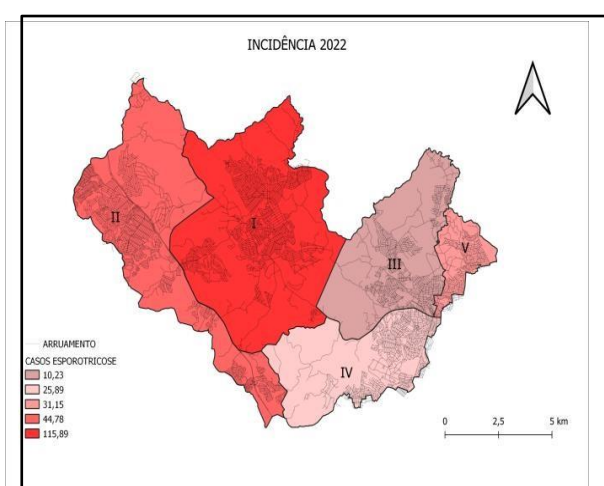 INCIDÊNCIA 2022
II
I
III
V
IV
ARRUAMENTO
CASOS ESPOROTRICOSE
10,23
25,89
31,15
44,78
115,89
0 2,5 5 km